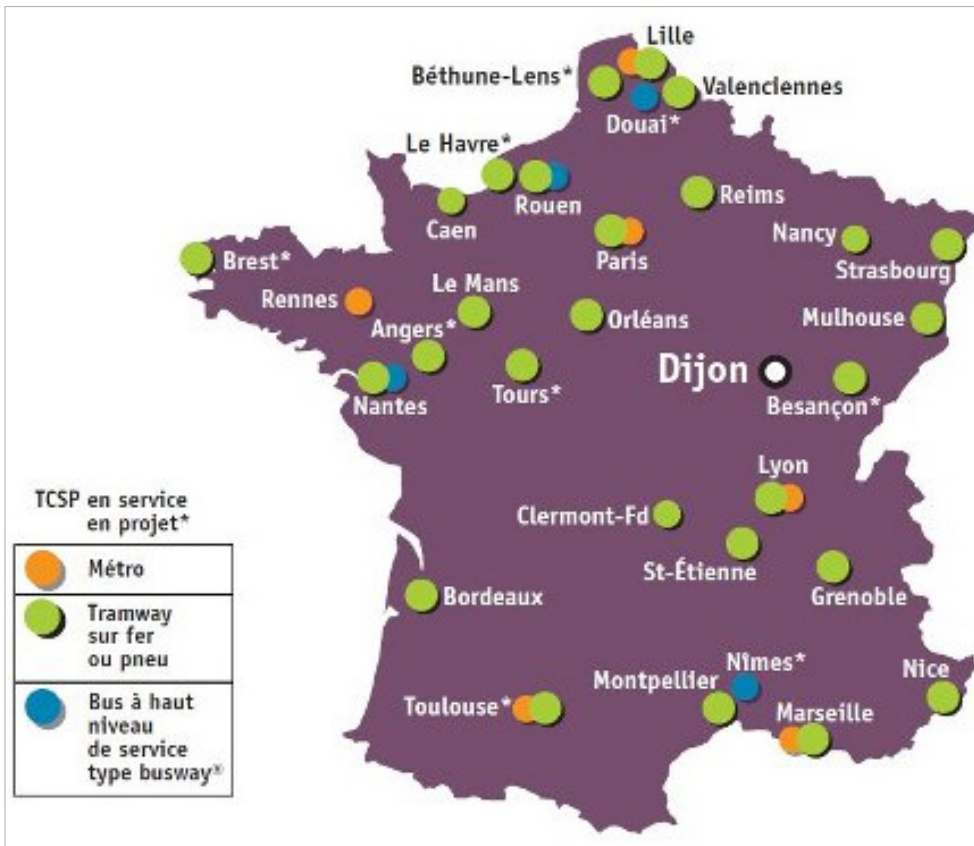 Lille
Béthune-Lens*
Valenciennes
Douai*
Le Havre*
Rouen
Reims
Caen
Nancy
Paris
Strasbourg
Brest*
Le Mans
Rennes
Orléans
Mulhouse
Angers*
Dijon
Tours*
Nantes
Besançon*
Lyon
TCSP en service
en projet*
Clermont-Fd
St-Étienne
Métro
Bordeaux
Grenoble
Tramway
sur fer
ou pneu
Nîmes*
Nice
Montpellier
Toulouse*
Marseille
Bus à haut
niveau
de service
type busway®